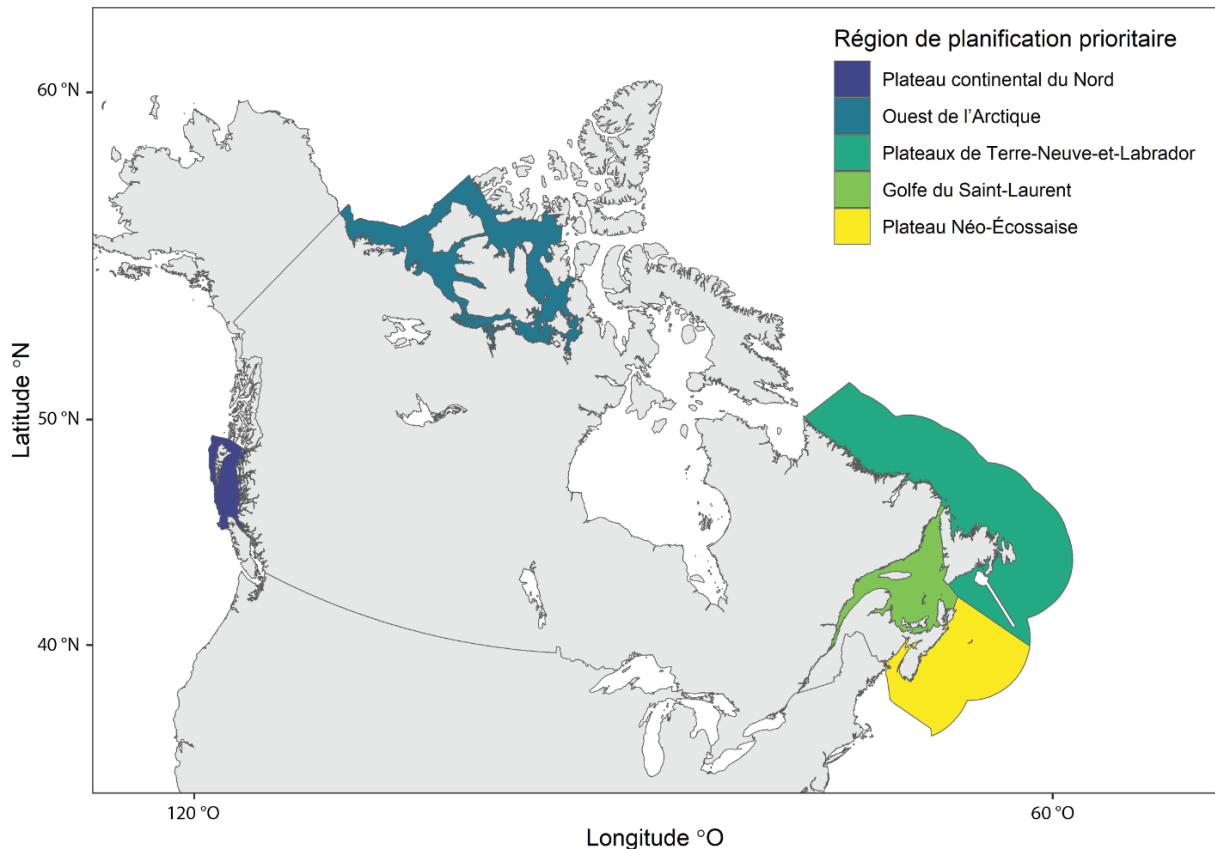 Région de planification prioritaire
Plateau continental du Nord
Ouest de l'Arctique
Plateaux de Terre-Neuve-et-Labrador
Golfe du Saint-Laurent
Plateau Néo-Écossaise
60 °N
50 °N
40 °N
Latitude °N
120 °O
60 °O
Longitude °O